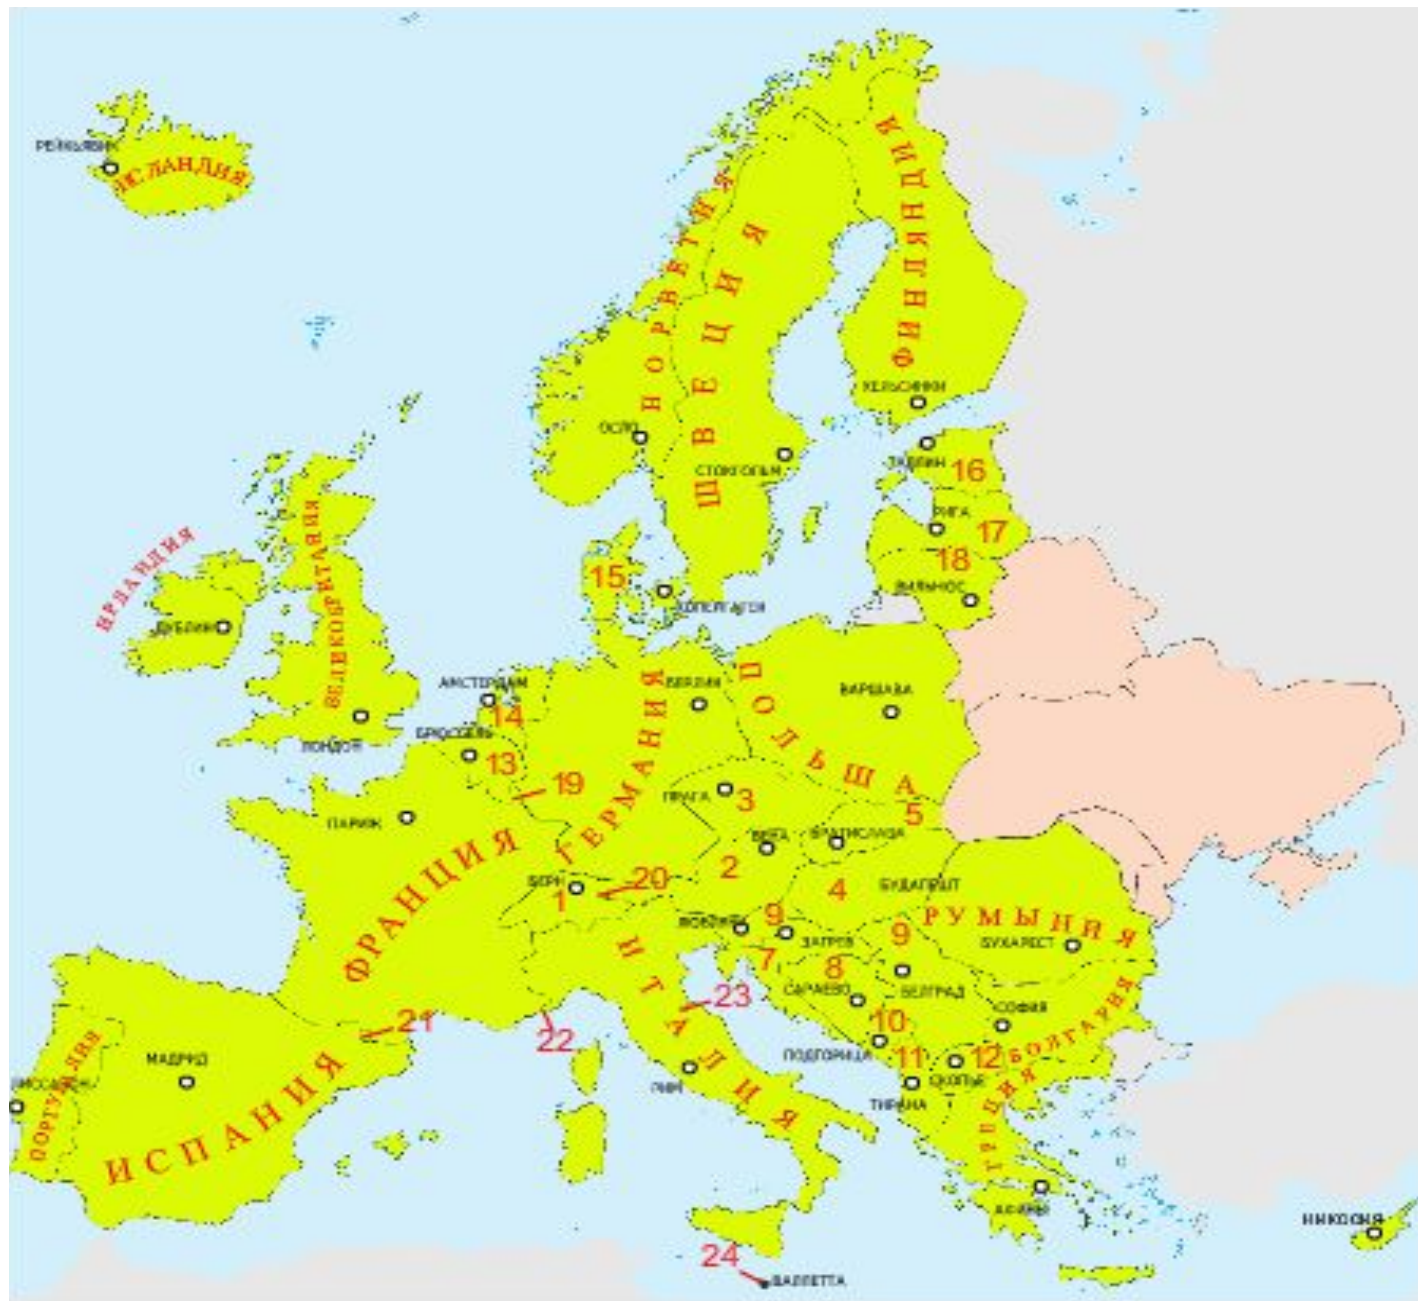 РЕЙКЬЯВИК
ИСЛАНДИЯ
НОРВЕГИЯ
ШВЕЦИЯ
ФИНЛЯНДИЯ
ХЕЛЬСИНКИ
ОСЛО
СТОКГОЛЬМ
ТАЛЛИН
16
РИГА
17
18
ВИЛЬНЮС
ИРЛАНДИЯ
ДУБЛИН
ВЕЛИКОБРИТАНИЯ
ЛОНДОН
15
КОПЕНГАГЕН
АМСТЕРДАМ
14
БРЮССЕЛЬ
13
19
БЕРЛИН
ГЕРМАНИЯ
ПОЛЬША
ВАРШАВА
ПАРИЖ
ФРАНЦИЯ
ПРАГА
3
5
ВЕНА
БРАТИСЛАВА
2
4
БУДАПЕШТ
БЕРН
1
20
ЛЮБЛЯНА
9
ЗАГРЕБ
9
РУМЫНИЯ
БУХАРЕСТ
ИТАЛИЯ
7
8
САРАЕВО
БЕЛГРАД
23
СОФИЯ
БОЛГАРИЯ
10
21
22
ПОДГОРИЦА
11
12
СКОПЬЕ
ТИРАНА
ГРЕЦИЯ
МАДРИД
ИСПАНИЯ
ПОРТУГАЛИЯ
ЛИССАБОН
РИМ
АФИНЫ
НИКОСИЯ
24
ВАЛЛЕТТА